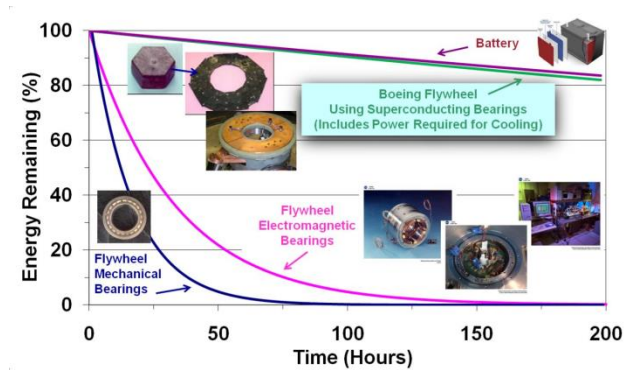 Energy Remaining (%)
100
80
60
40
20
0
Battery
Boeing Flywheel
Using Superconducting Bearings
(Includes Power Required for Cooling)
Flywheel
Electromagnetic
Bearings
Flywheel
Mechanical
Bearings
0
50
100
150
200
Time (Hours)